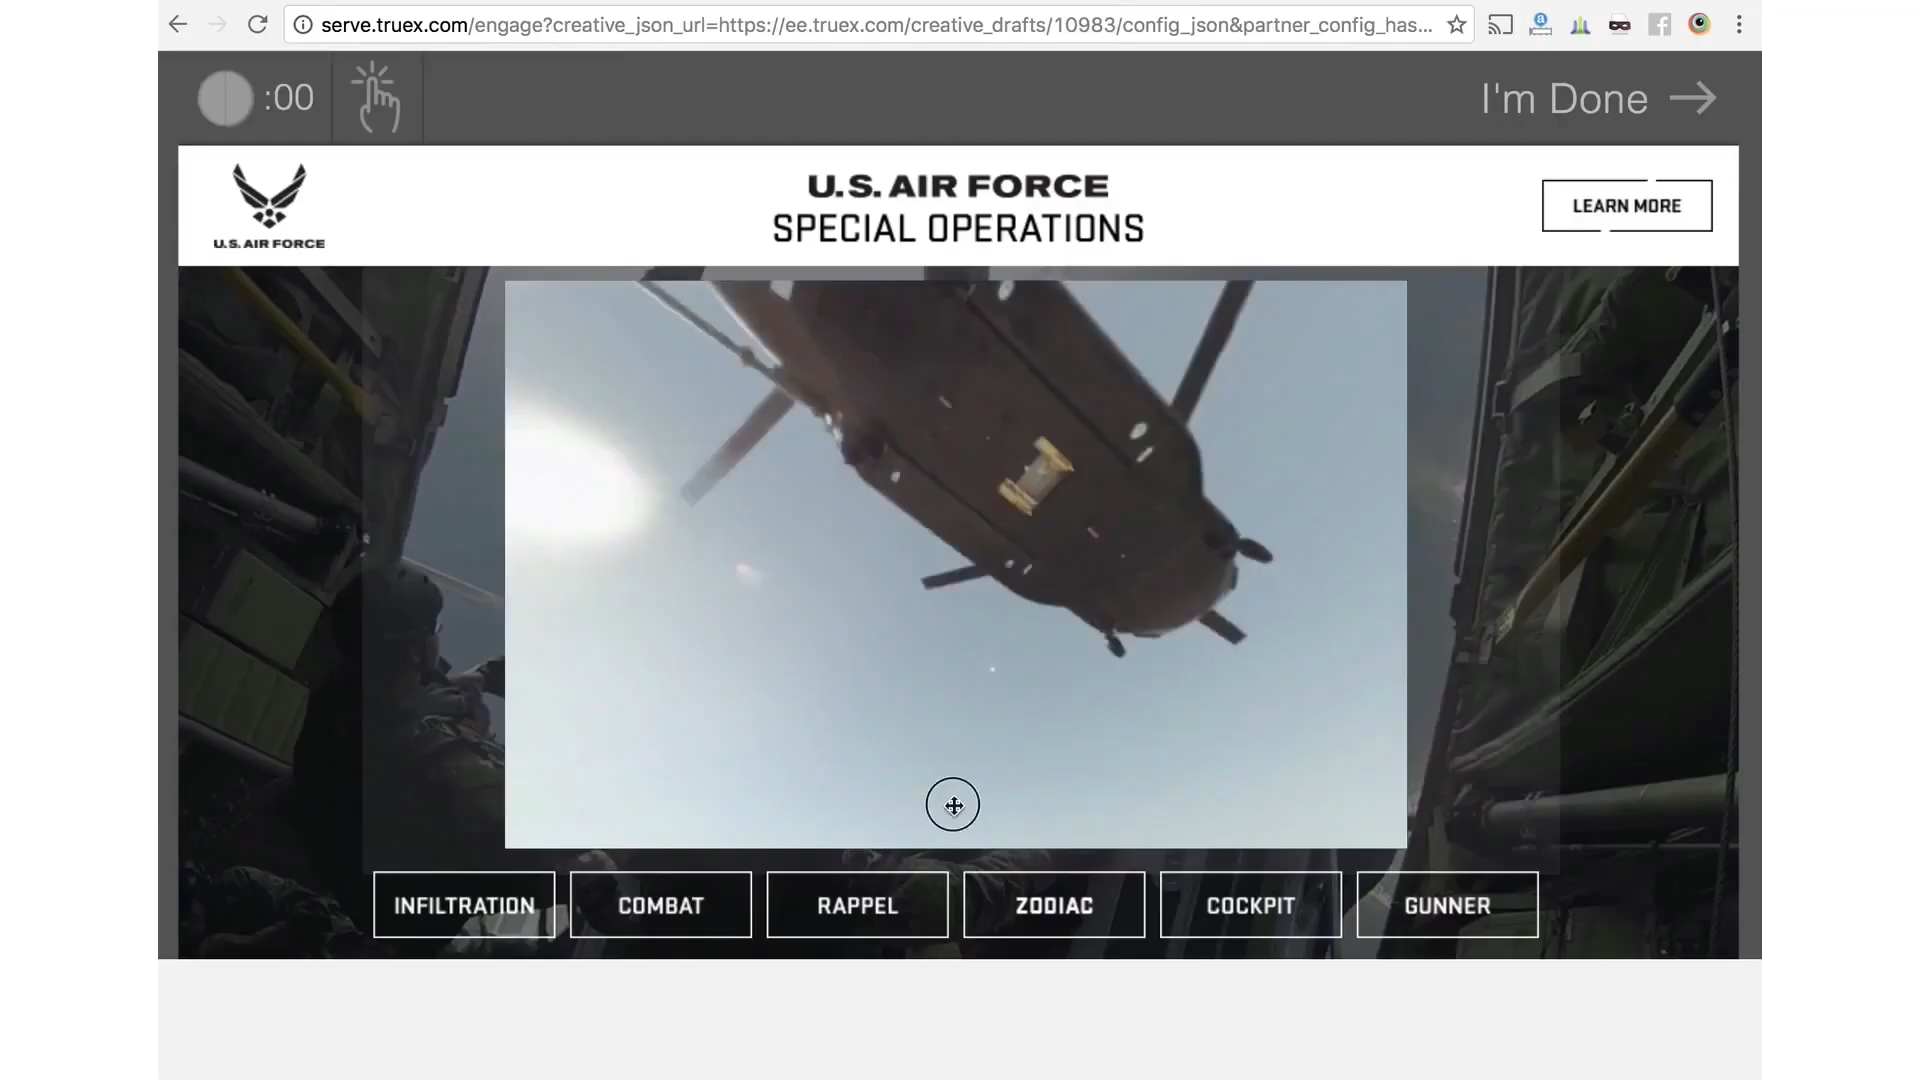 serve.truex.com/engage?creative_json_url=https://ee.truex.com/creative_drafts/10983/config_json&partner_config_has...
:00
I'm Done
U.S. AIR FORCE
U.S. AIR FORCE
SPECIAL OPERATIONS
LEARN MORE
INFILTRATION
COMBAT
RAPPEL
ZODIAC
COCKPIT
GUNNER